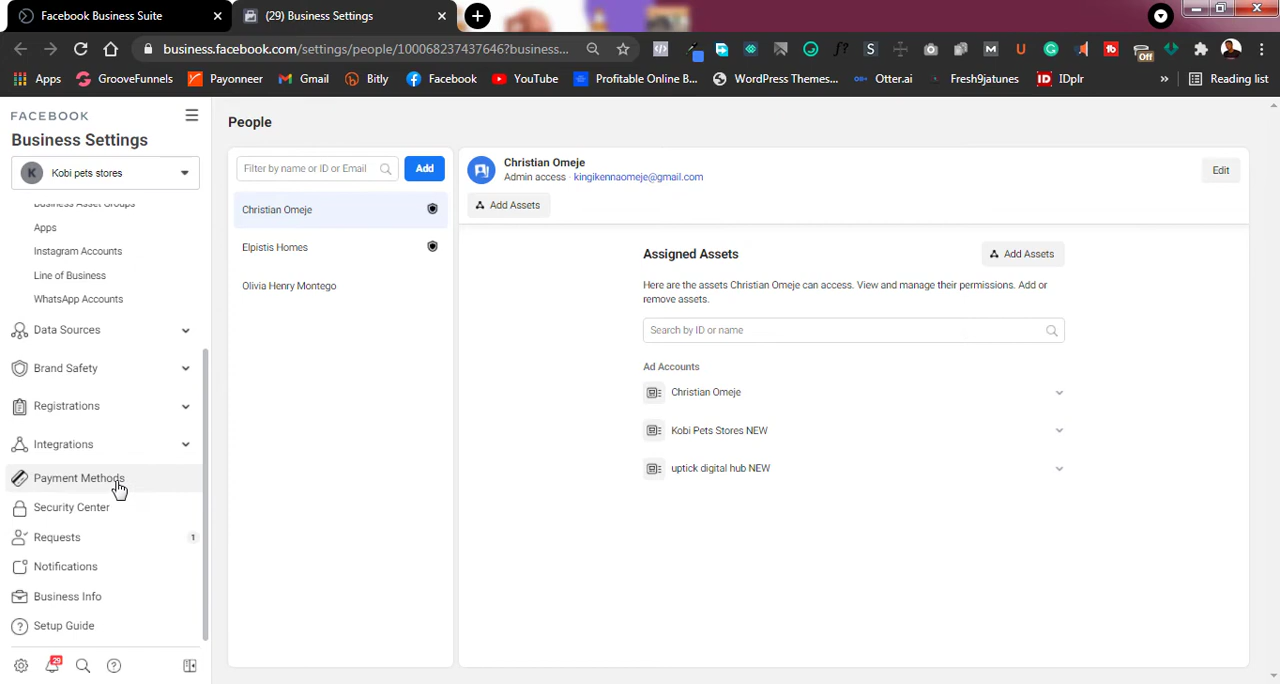 Facebook Business Suite
(29) Business Settings
business.facebook.com/settings/people/100068237437646?business...
Apps
GrooveFunnels
Payonneer
Gmail
Bitly
Facebook
YouTube
Profitable Online B...
WordPress Themes...
Otter.ai
Fresh9jatunes
IDplr
»
Reading list
Off
FACEBOOK
Business Settings
K
Kobi pets stores
Business Asset Groups
Apps
Instagram Accounts
Line of Business
WhatsApp Accounts
Data Sources
Brand Safety
Registrations
Integrations
Payment Methods
Security Center
Requests 1
Notifications
Business Info
Setup Guide
29
People
Filter by name or ID or Email
Add
Christian Omeje
Elpistis Homes
Olivia Henry Montego
Christian Omeje
Admin access · kingikennaomeje@gmail.com
Edit
Add Assets
Assigned Assets
Add Assets
Here are the assets Christian Omeje can access. View and manage their permissions. Add or
remove assets.
Search by ID or name
Ad Accounts
Christian Omeje
Kobi Pets Stores NEW
uptick digital hub NEW